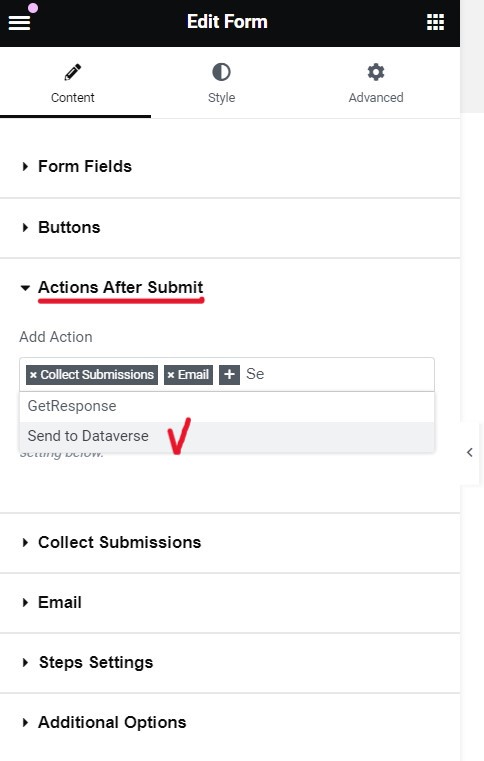 Edit Form
Content Style Advanced
Form Fields
Buttons
Actions After Submit
Add Action
× Collect Submissions × Email + Se
GetResponse
Send to Dataverse
setting below.
Collect Submissions
Email
Steps Settings
Additional Options